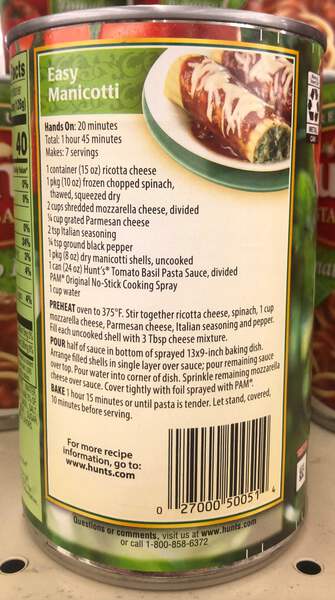 Easy
Manicotti
Hands On: 20 minutes
Total: 1 hour 45 minutes
Makes: 7 servings
1 container (15 oz) ricotta cheese
1 pkg (10 oz) frozen chopped spinach,
thawed, squeezed dry
2 cups shredded mozzarella cheese, divided
¼ cup grated Parmesan cheese
2 tsp Italian seasoning
¼ tsp ground black pepper
1 pkg (8 oz) dry manicotti shells, uncooked
1 can (24 oz) Hunt's® Tomato Basil Pasta Sauce, divided
PAM® Original No-Stick Cooking Spray
1 cup water
PREHEAT oven to 375°F. Stir together ricotta cheese, spinach, 1 cup
mozzarella cheese, Parmesan cheese, Italian seasoning and pepper.
Fill each uncooked shell with 3 Tbsp cheese mixture.
POUR half of sauce in bottom of sprayed 13x9-inch baking dish.
Arrange filled shells in single layer over sauce; pour remaining sauce
over top. Pour water into corner of dish. Sprinkle remaining mozzarella
cheese over sauce. Cover tightly with foil sprayed with PAM®.
BAKE 1 hour 15 minutes or until pasta is tender. Let stand, covered,
10 minutes before serving.
For more recipe
information, go to:
www.hunts.com
0 27000 50051 4
Questions or comments, visit us at www.hunts.com
or call 1-800-858-6372
cts
40
0%
0%
24%
3%
4%
4%